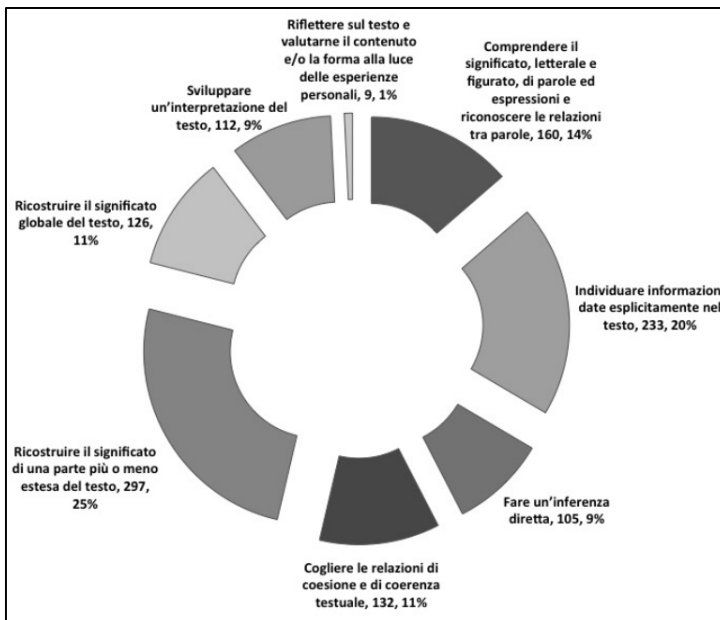 Riflettere sul testo e
valutarne il contenuto
e/o la forma alla luce
delle esperienze
personali, 9, 1%
Comprendere il
significato, letterale e
figurato, di parole ed
espressioni e
riconoscere le relazioni
tra parole, 160, 14%
Individuare informazion
date esplicitamente nel
testo, 233, 20%
Fare un'inferenza
diretta, 105, 9%
Cogliere le relazioni di
coesione e di coerenza
testuale, 132, 11%
Ricostruire il significato
di una parte più o meno
estesa del testo, 297,
25%
Ricostruire il significato
globale del testo, 126,
11%
Sviluppare
un'interpretazione del
testo, 112, 9%